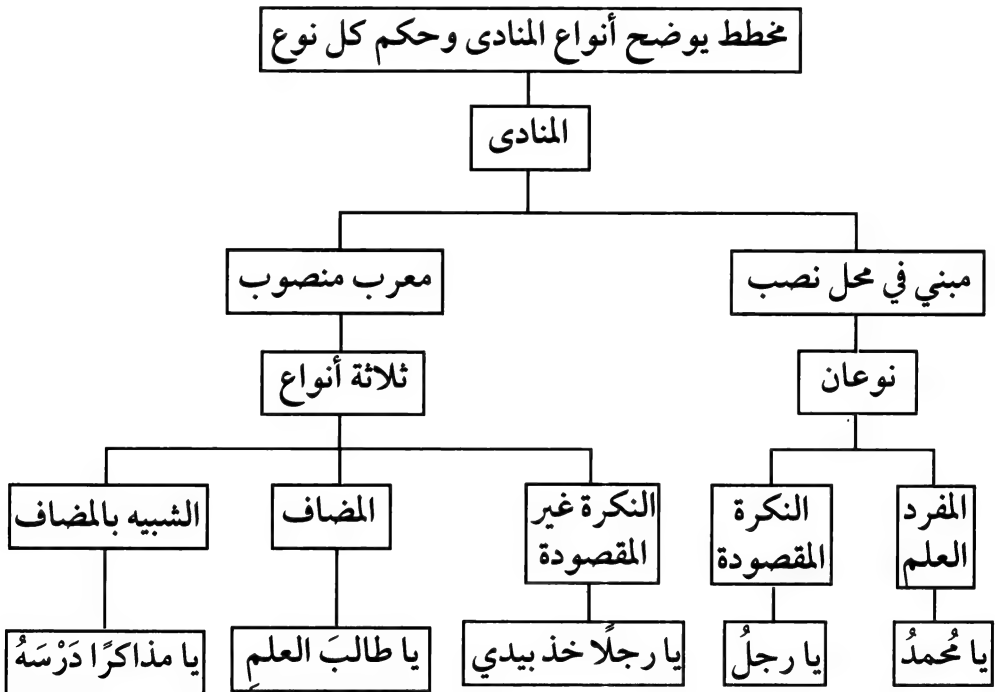 مخطط يوضح أنواع المنادى وحكم كل نوع
المنادى
مبني في محل نصب
معرب منصوب
نوعان
ثلاثة أنواع
المفرد
العلم
النكرة
المقصودة
النكرة غير
المقصودة
المضاف
الشبيه بالمضاف
يا مُحمدُ
يا رجلُ
يا رجلًا خذ بيدي
يا طالبَ العلمِ
يا مذاكرًا دَرْسَهُ